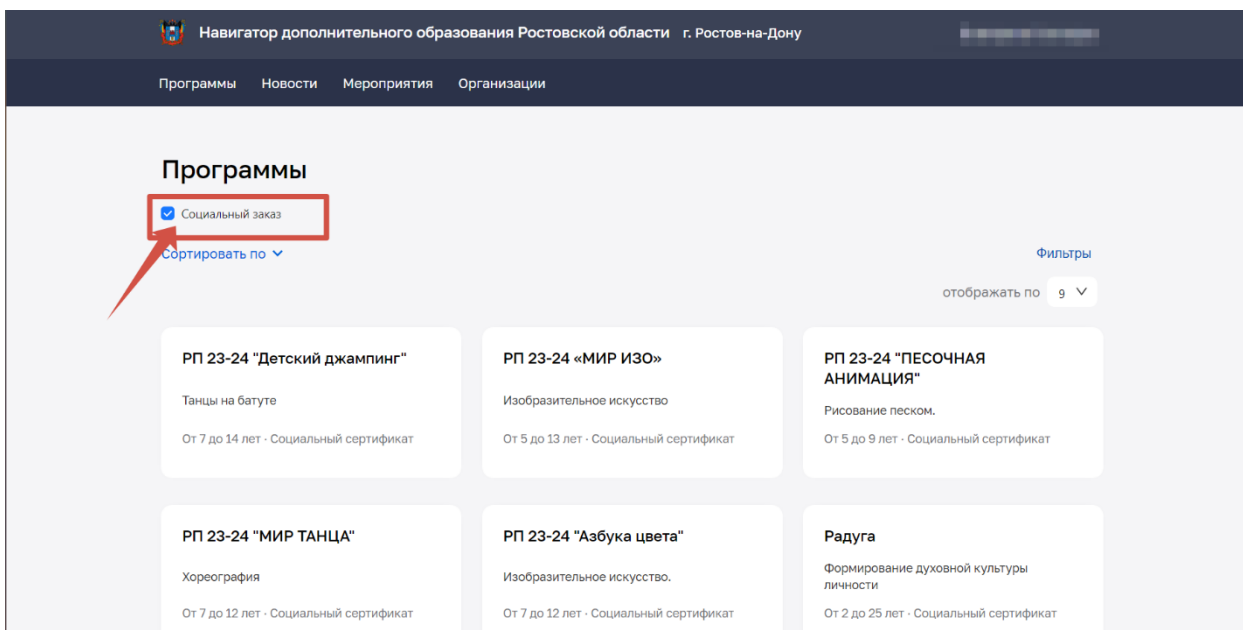 Навигатор дополнительного образования Ростовской области г. Ростов-на-Дону
Программы Новости Мероприятия Организации
Программы
Социальный заказ
Сортировать по
Фильтры
отображать по 9
РП 23-24 "Детский джампинг"
Танцы на батуте
От 7 до 14 лет · Социальный сертификат
РП 23-24 «МИР ИЗО»
Изобразительное искусство
От 5 до 13 лет · Социальный сертификат
РП 23-24 "ПЕСОЧНАЯ
АНИМАЦИЯ"
Рисование песком.
От 5 до 9 лет · Социальный сертификат
РП 23-24 "МИР ТАНЦА"
Хореография
От 7 до 12 лет · Социальный сертификат
РП 23-24 "Азбука цвета"
Изобразительное искусство.
От 7 до 12 лет · Социальный сертификат
Радуга
Формирование духовной культуры
личности
От 2 до 25 лет · Социальный сертификат